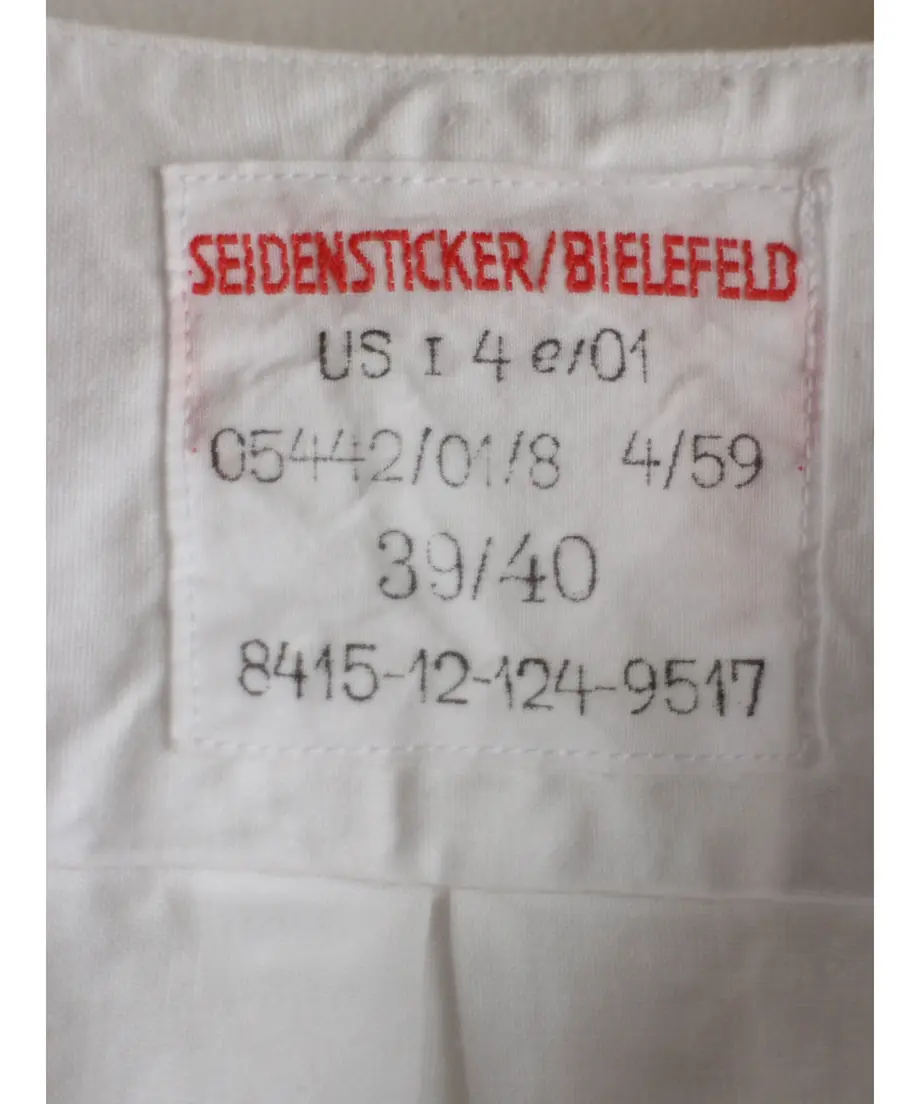 SEIDENSTICKER/BIELEFELD
US I 4 e/01
05442/01/8 4/59
39/40
8415-12-124-9517